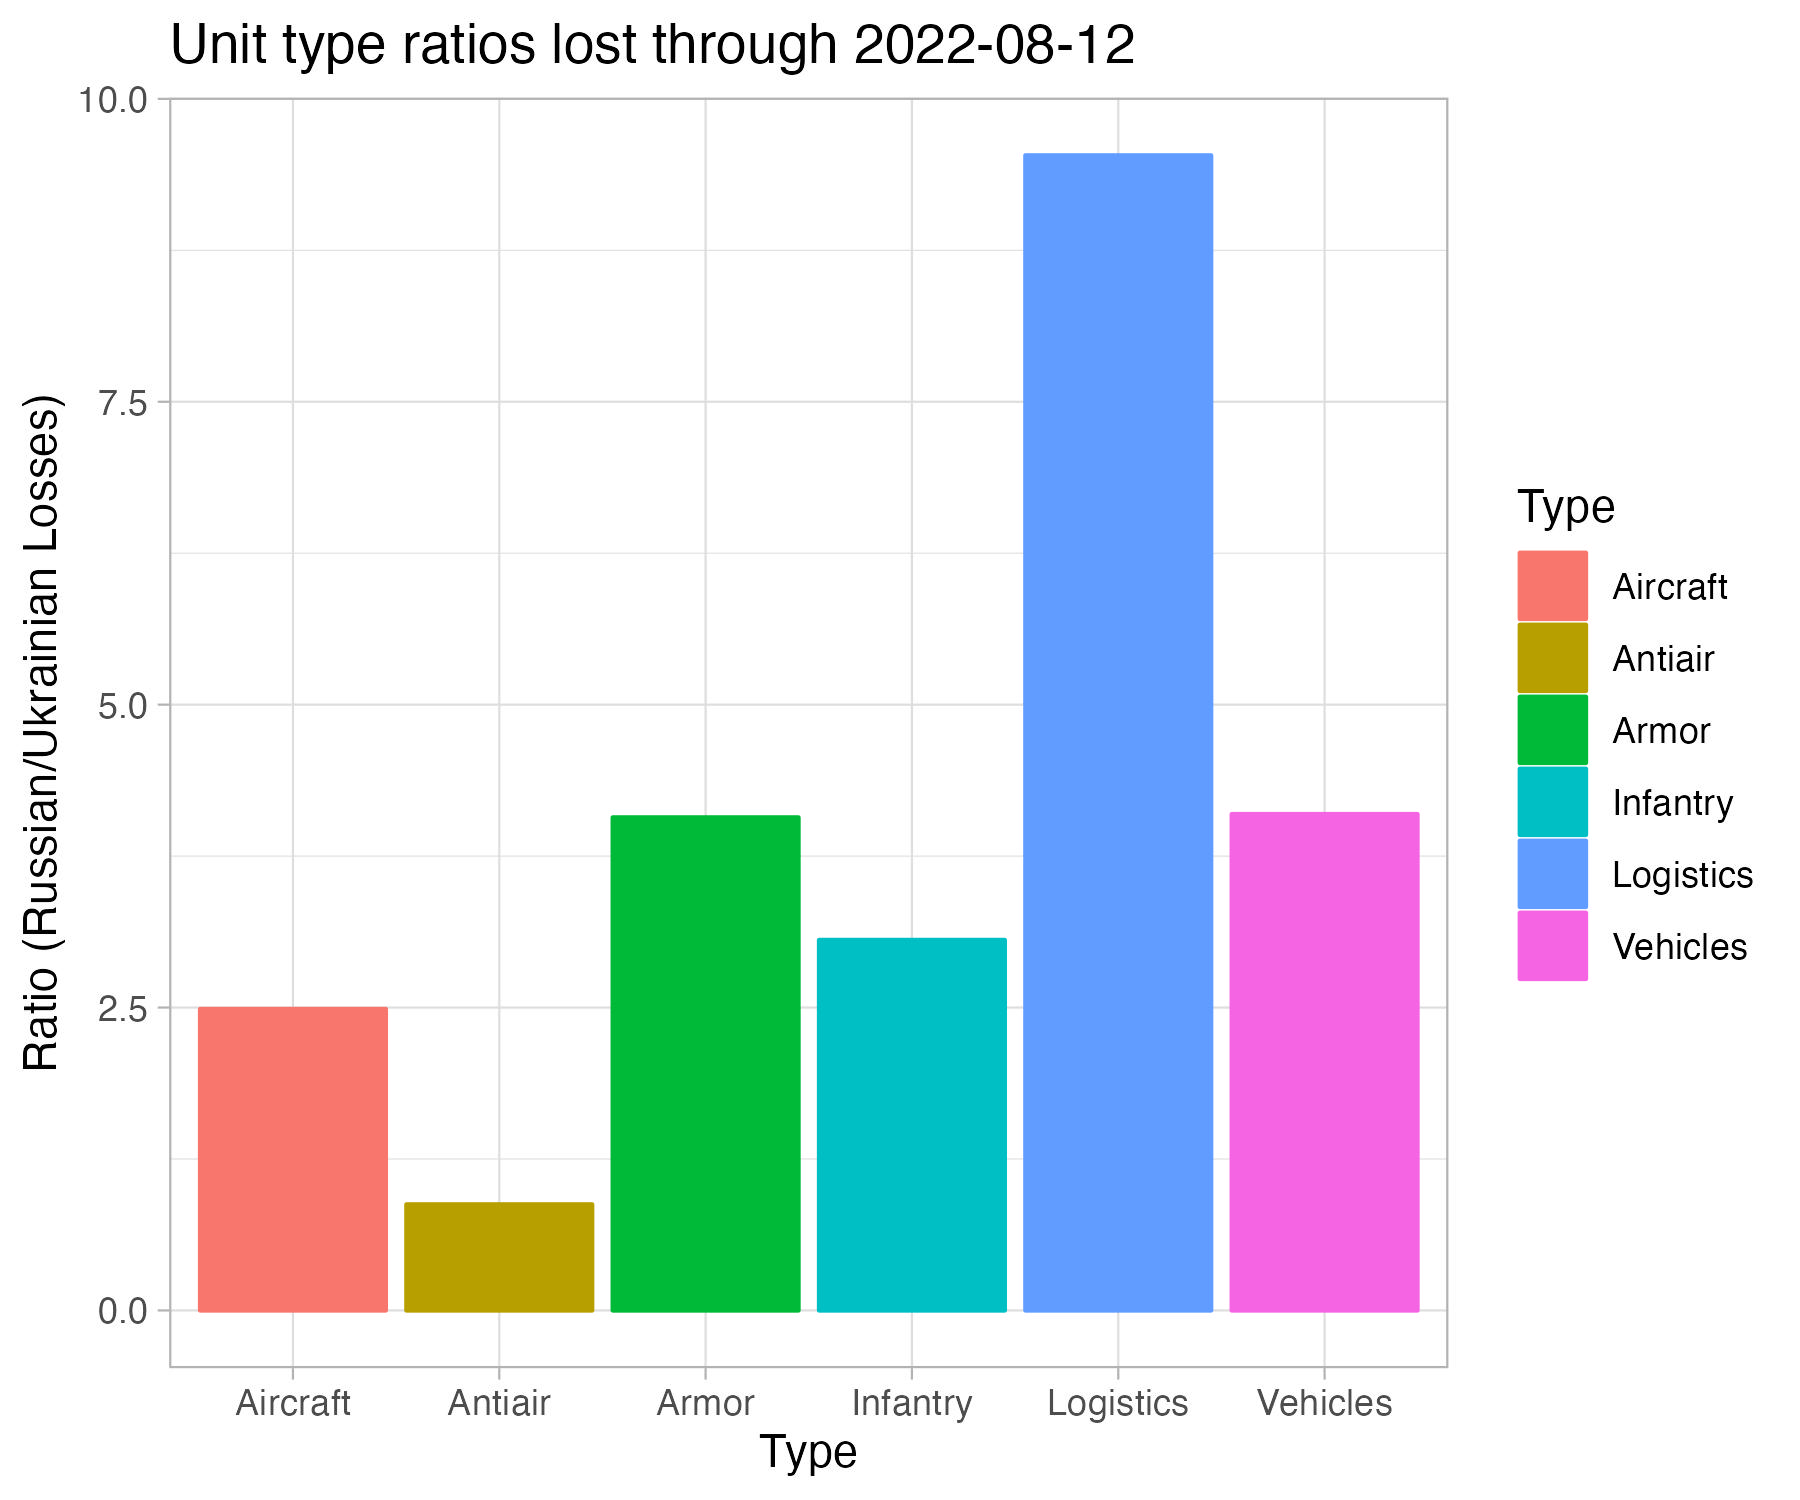 Unit type ratios lost through 2022-08-12
Ratio (Russian/Ukrainian Losses)
10.0
7.5
5.0
2.5
0.0
Aircraft Antiair Armor Infantry Logistics Vehicles
Type
Type
Aircraft
Antiair
Armor
Infantry
Logistics
Vehicles